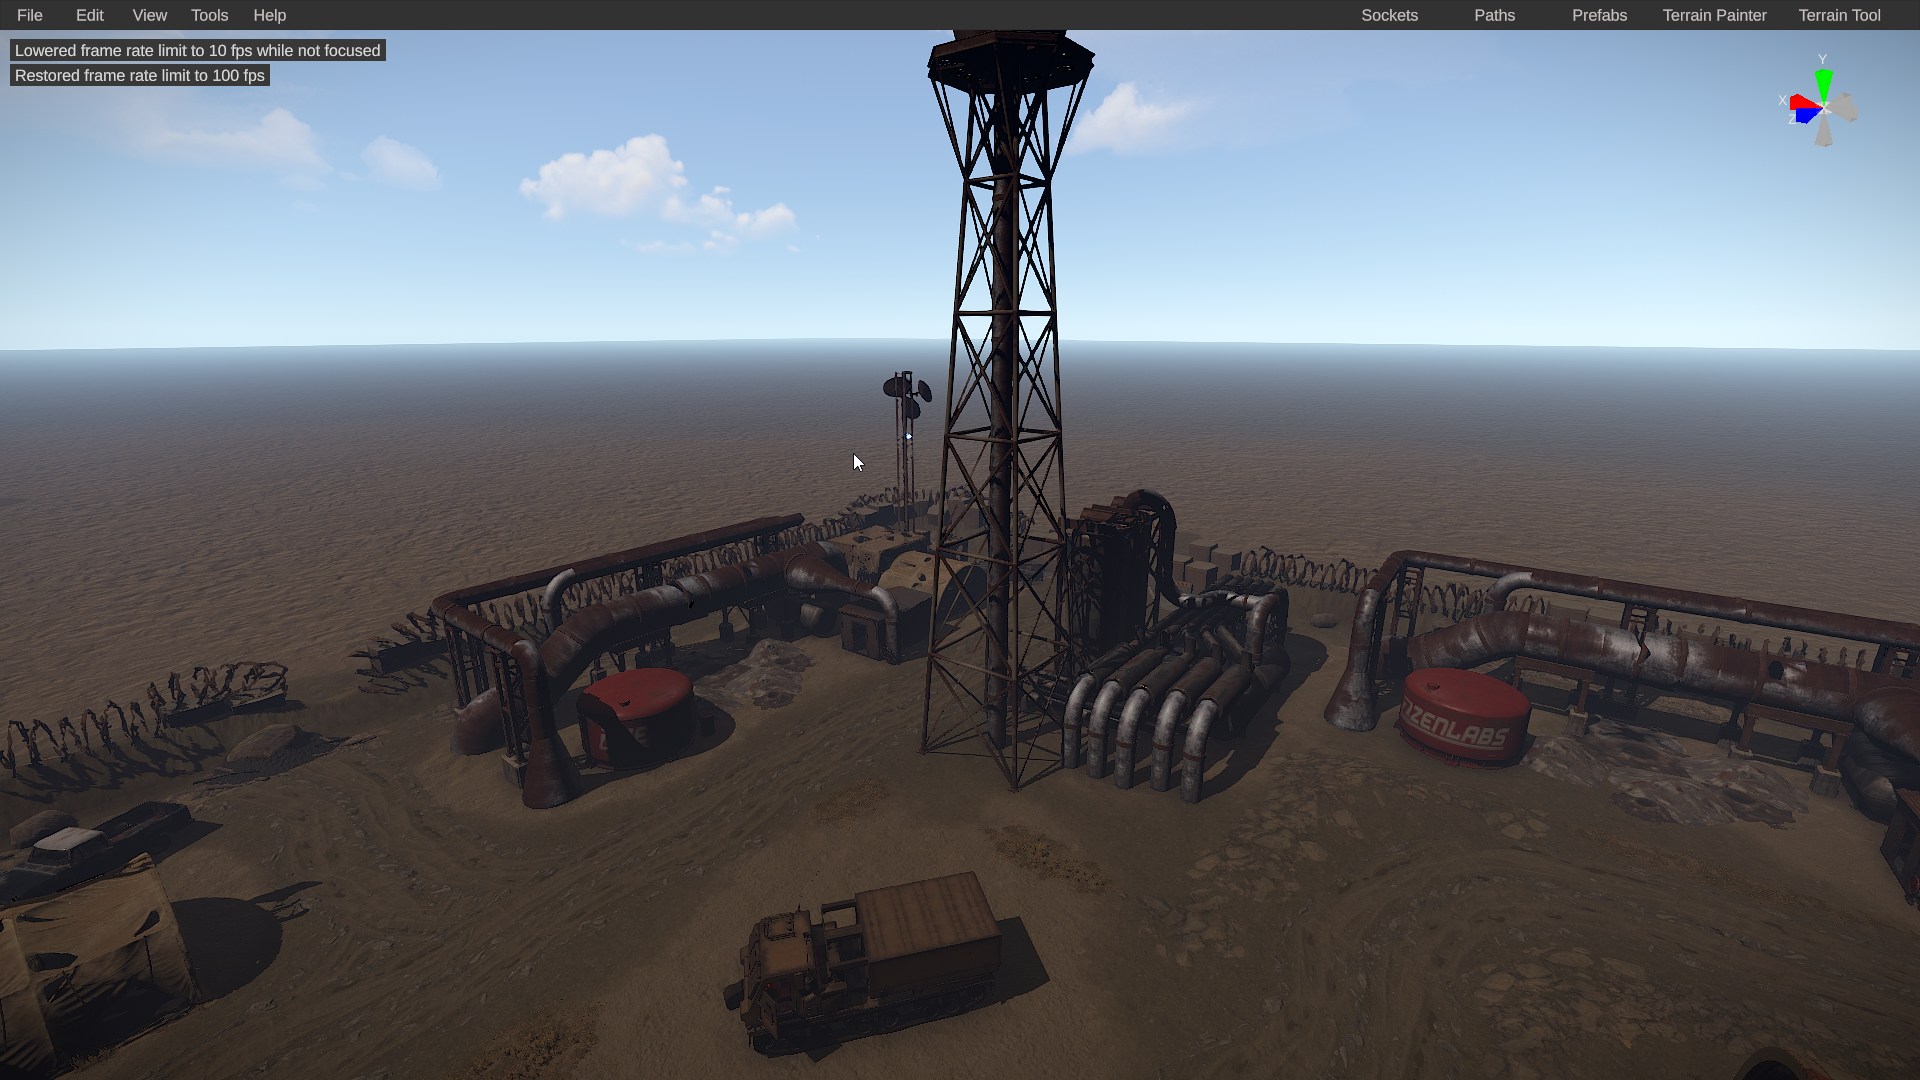 File Edit View Tools Help Sockets Paths Prefabs Terrain Painter Terrain Tool
Lowered frame rate limit to 10 fps while not focused
Restored frame rate limit to 100 fps
Y
X
Z
ZZENLABS